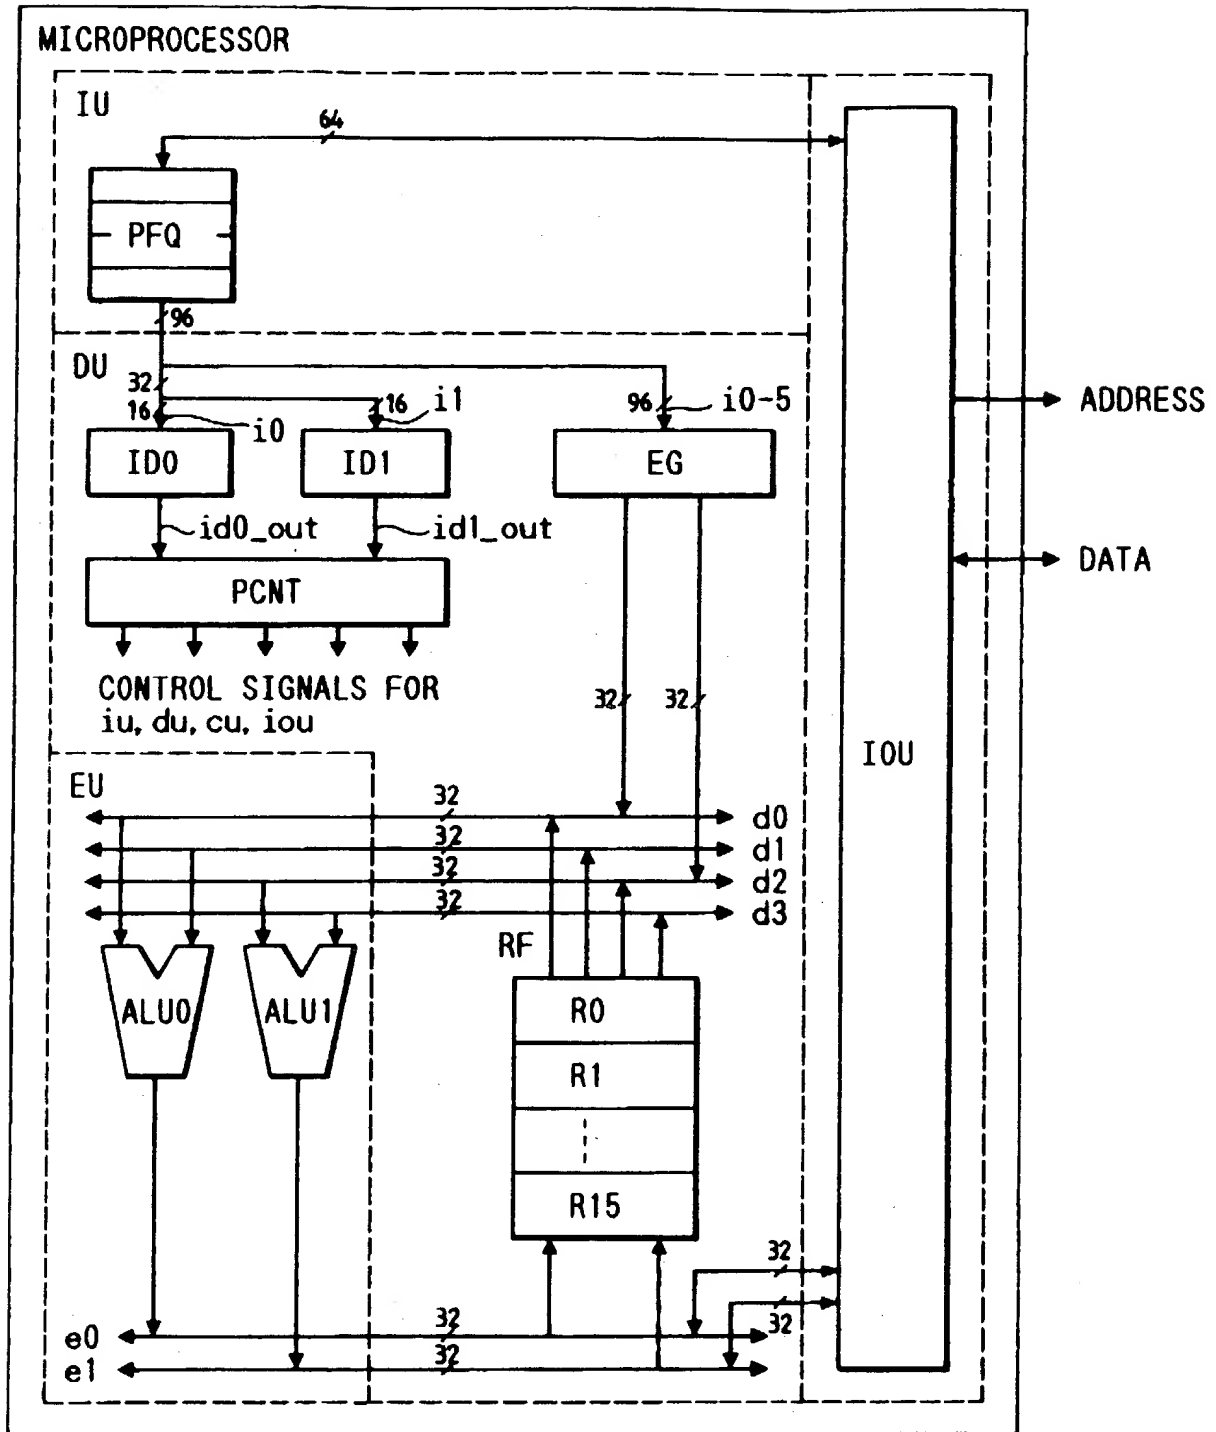 MICROPROCESSOR
IU
64
PFQ
96
DU
32
16
i0
16
i1
96
i0-5
ID0
ID1
EG
id0_out
id1_out
PCNT
CONTROL SIGNALS FOR
iu, du, cu, iou
32
32
ADDRESS
DATA
IOU
EU
32
d0
32
d1
32
d2
32
d3
RF
ALU0
ALU1
R0
R1
R15
32
32
e0
32
e1
32